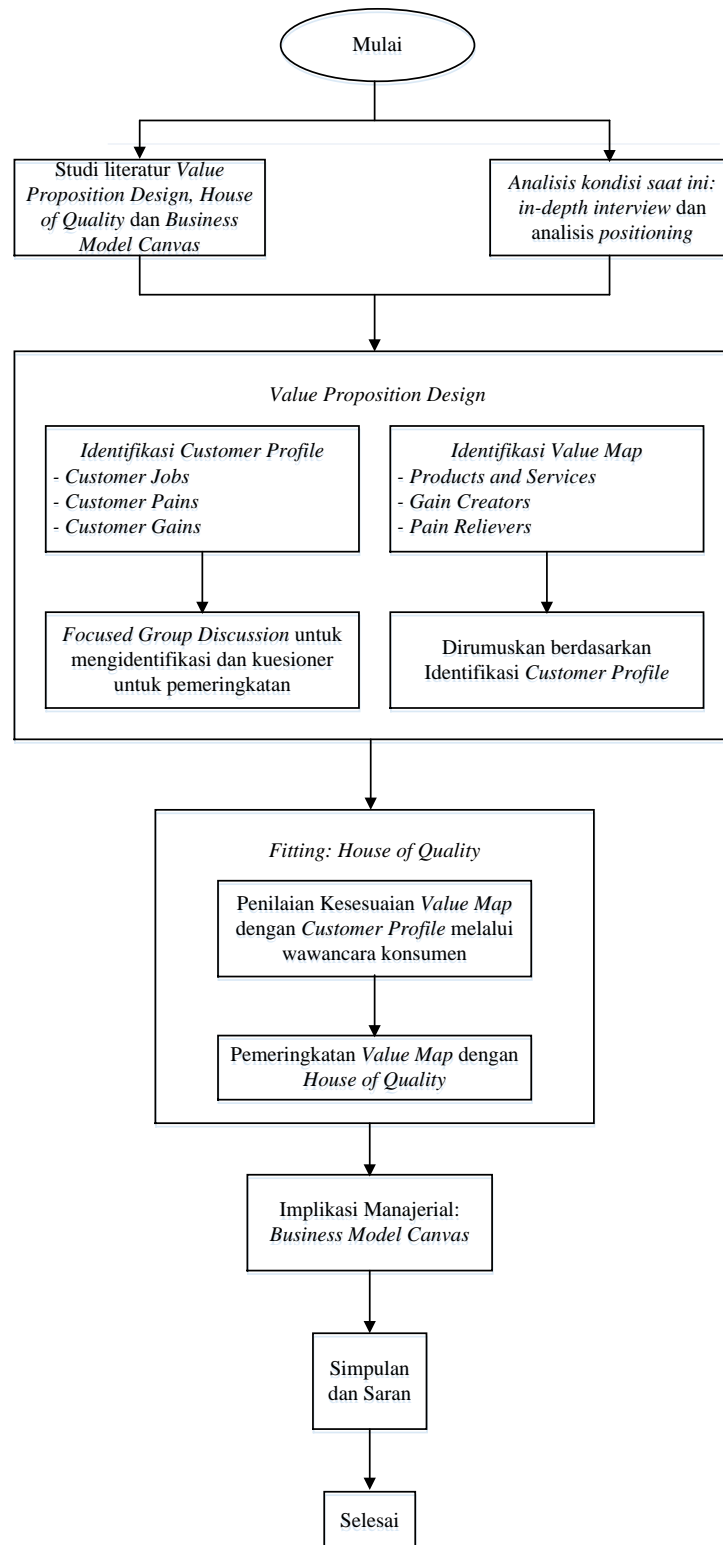 Mulai
Studi literatur Value
Proposition Design, House
of Quality dan Business
Model Canvas
Analisis kondisi saat ini:
in-depth interview dan
analisis positioning
Value Proposition Design
Identifikasi Customer Profile
- Customer Jobs
- Customer Pains
- Customer Gains
Identifikasi Value Map
- Products and Services
- Gain Creators
- Pain Relievers
Focused Group Discussion untuk
mengidentifikasi dan kuesioner
untuk pemeringkatan
Dirumuskan berdasarkan
Identifikasi Customer Profile
Fitting: House of Quality
Penilaian Kesesuaian Value Map
dengan Customer Profile melalui
wawancara konsumen
Pemeringkatan Value Map dengan
House of Quality
Implikasi Manajerial:
Business Model Canvas
Simpulan
dan Saran
Selesai